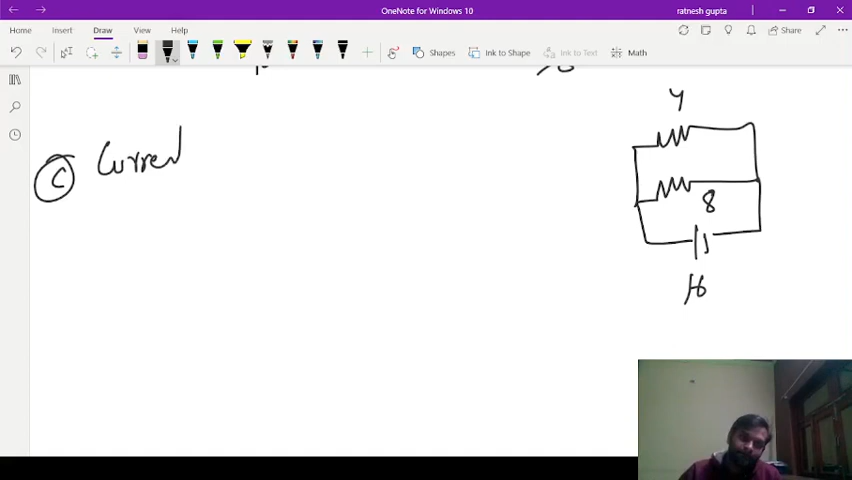 OneNote for Windows 10
ratnesh gupta
Home Insert Draw View Help
Share
Shapes Ink to Shape Ink to Text Math
4
C Curren
8
16